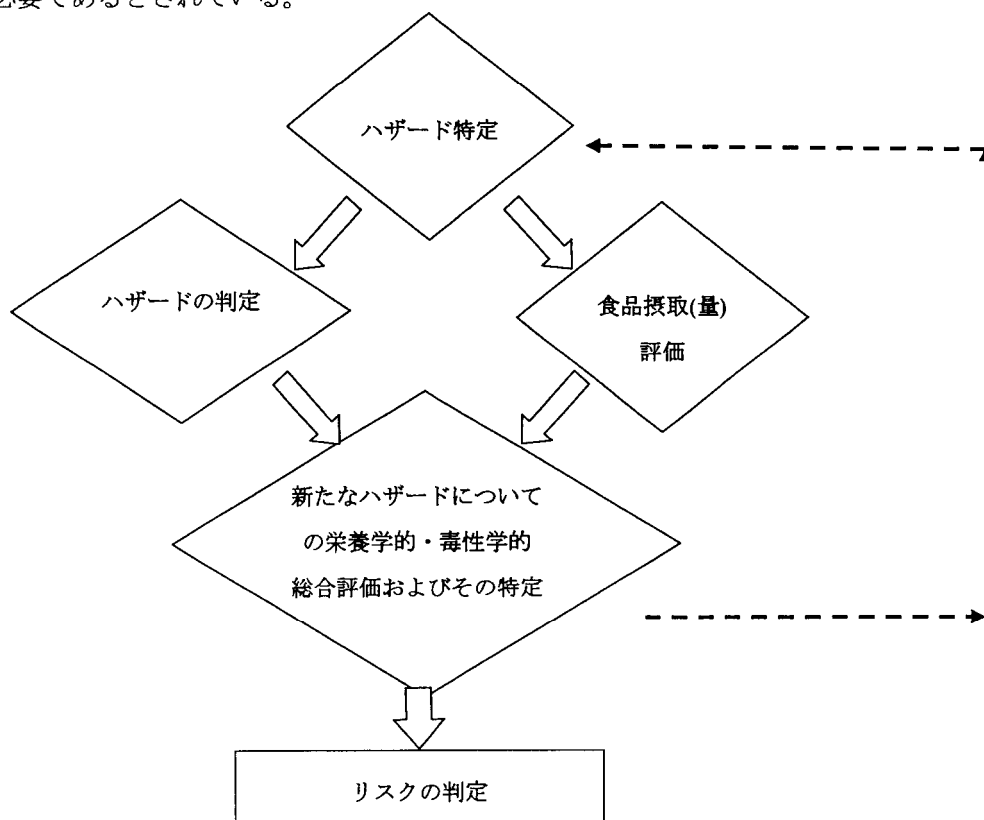 必要であるとされている。
ハザード特定
ハザードの判定
食品摂取(量)
評価
新たなハザードについて
の栄養学的・毒性学的
総合評価およびその特定
リスクの判定